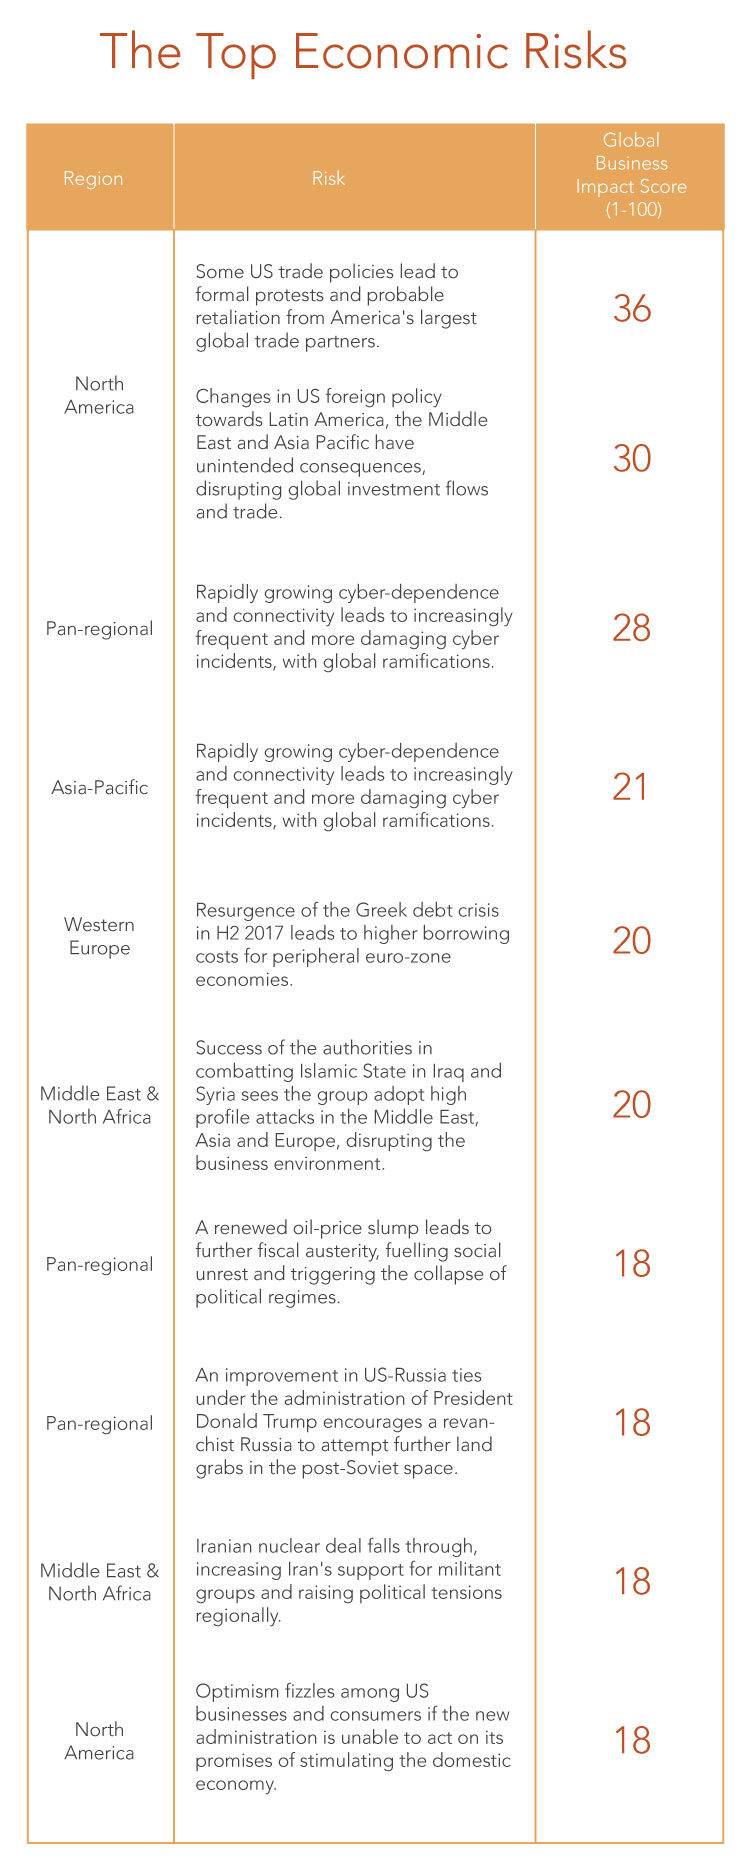 The Top Economic Risks
Region
Risk
Global
Business
Impact Score
(1-100)
North
America
Some US trade policies lead to
formal protests and probable
retaliation from America's largest
global trade partners.
36
Changes in US foreign policy
towards Latin America, the Middle
East and Asia Pacific have
unintended consequences,
disrupting global investment flows
and trade.
30
Pan-regional
Rapidly growing cyber-dependence
and connectivity leads to increasingly
frequent and more damaging cyber
incidents, with global ramifications.
28
Asia-Pacific
Rapidly growing cyber-dependence
and connectivity leads to increasingly
frequent and more damaging cyber
incidents, with global ramifications.
21
Western
Europe
Resurgence of the Greek debt crisis
in H2 2017 leads to higher borrowing
costs for peripheral euro-zone
economies.
20
Middle East &
North Africa
Success of the authorities in
combatting Islamic State in Iraq and
Syria sees the group adopt high
profile attacks in the Middle East,
Asia and Europe, disrupting the
business environment.
20
Pan-regional
A renewed oil-price slump leads to
further fiscal austerity, fuelling social
unrest and triggering the collapse of
political regimes.
18
Pan-regional
An improvement in US-Russia ties
under the administration of President
Donald Trump encourages a revan-
chist Russia to attempt further land
grabs in the post-Soviet space.
18
Middle East &
North Africa
Iranian nuclear deal falls through,
increasing Iran's support for militant
groups and raising political tensions
regionally.
18
North
America
Optimism fizzles among US
businesses and consumers if the new
administration is unable to act on its
promises of stimulating the domestic
economy.
18